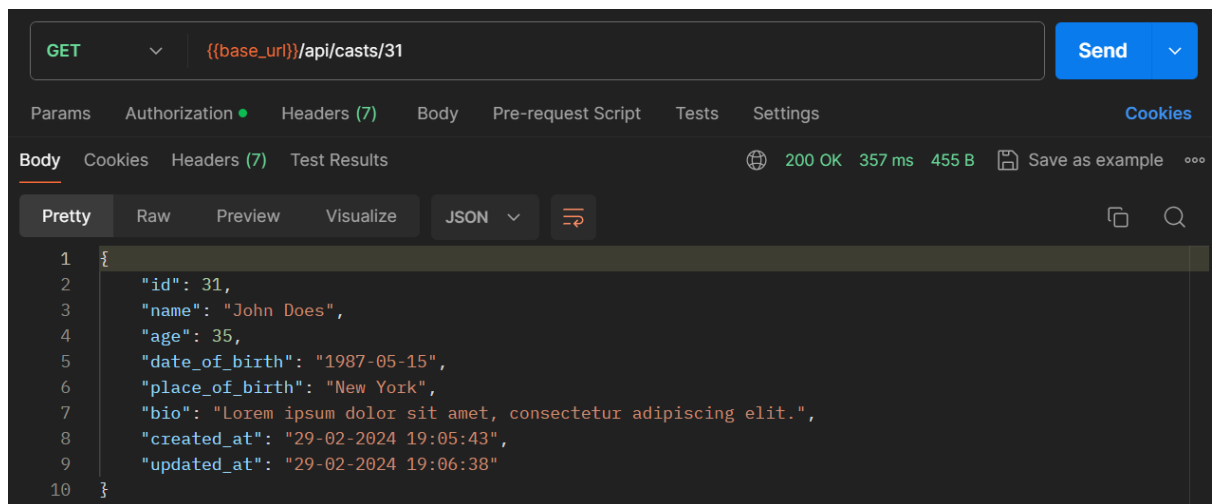 GET {{base_url}}/api/casts/31 Send
Params Authorization Headers (7) Body Pre-request Script Tests Settings Cookies
Body Cookies Headers (7) Test Results 200 OK 357 ms 455 B Save as example
Pretty Raw Preview Visualize JSON
1 {
2 "id": 31,
3 "name": "John Does",
4 "age": 35,
5 "date_of_birth": "1987-05-15",
6 "place_of_birth": "New York",
7 "bio": "Lorem ipsum dolor sit amet, consectetur adipiscing elit.",
8 "created_at": "29-02-2024 19:05:43",
9 "updated_at": "29-02-2024 19:06:38"
10 }